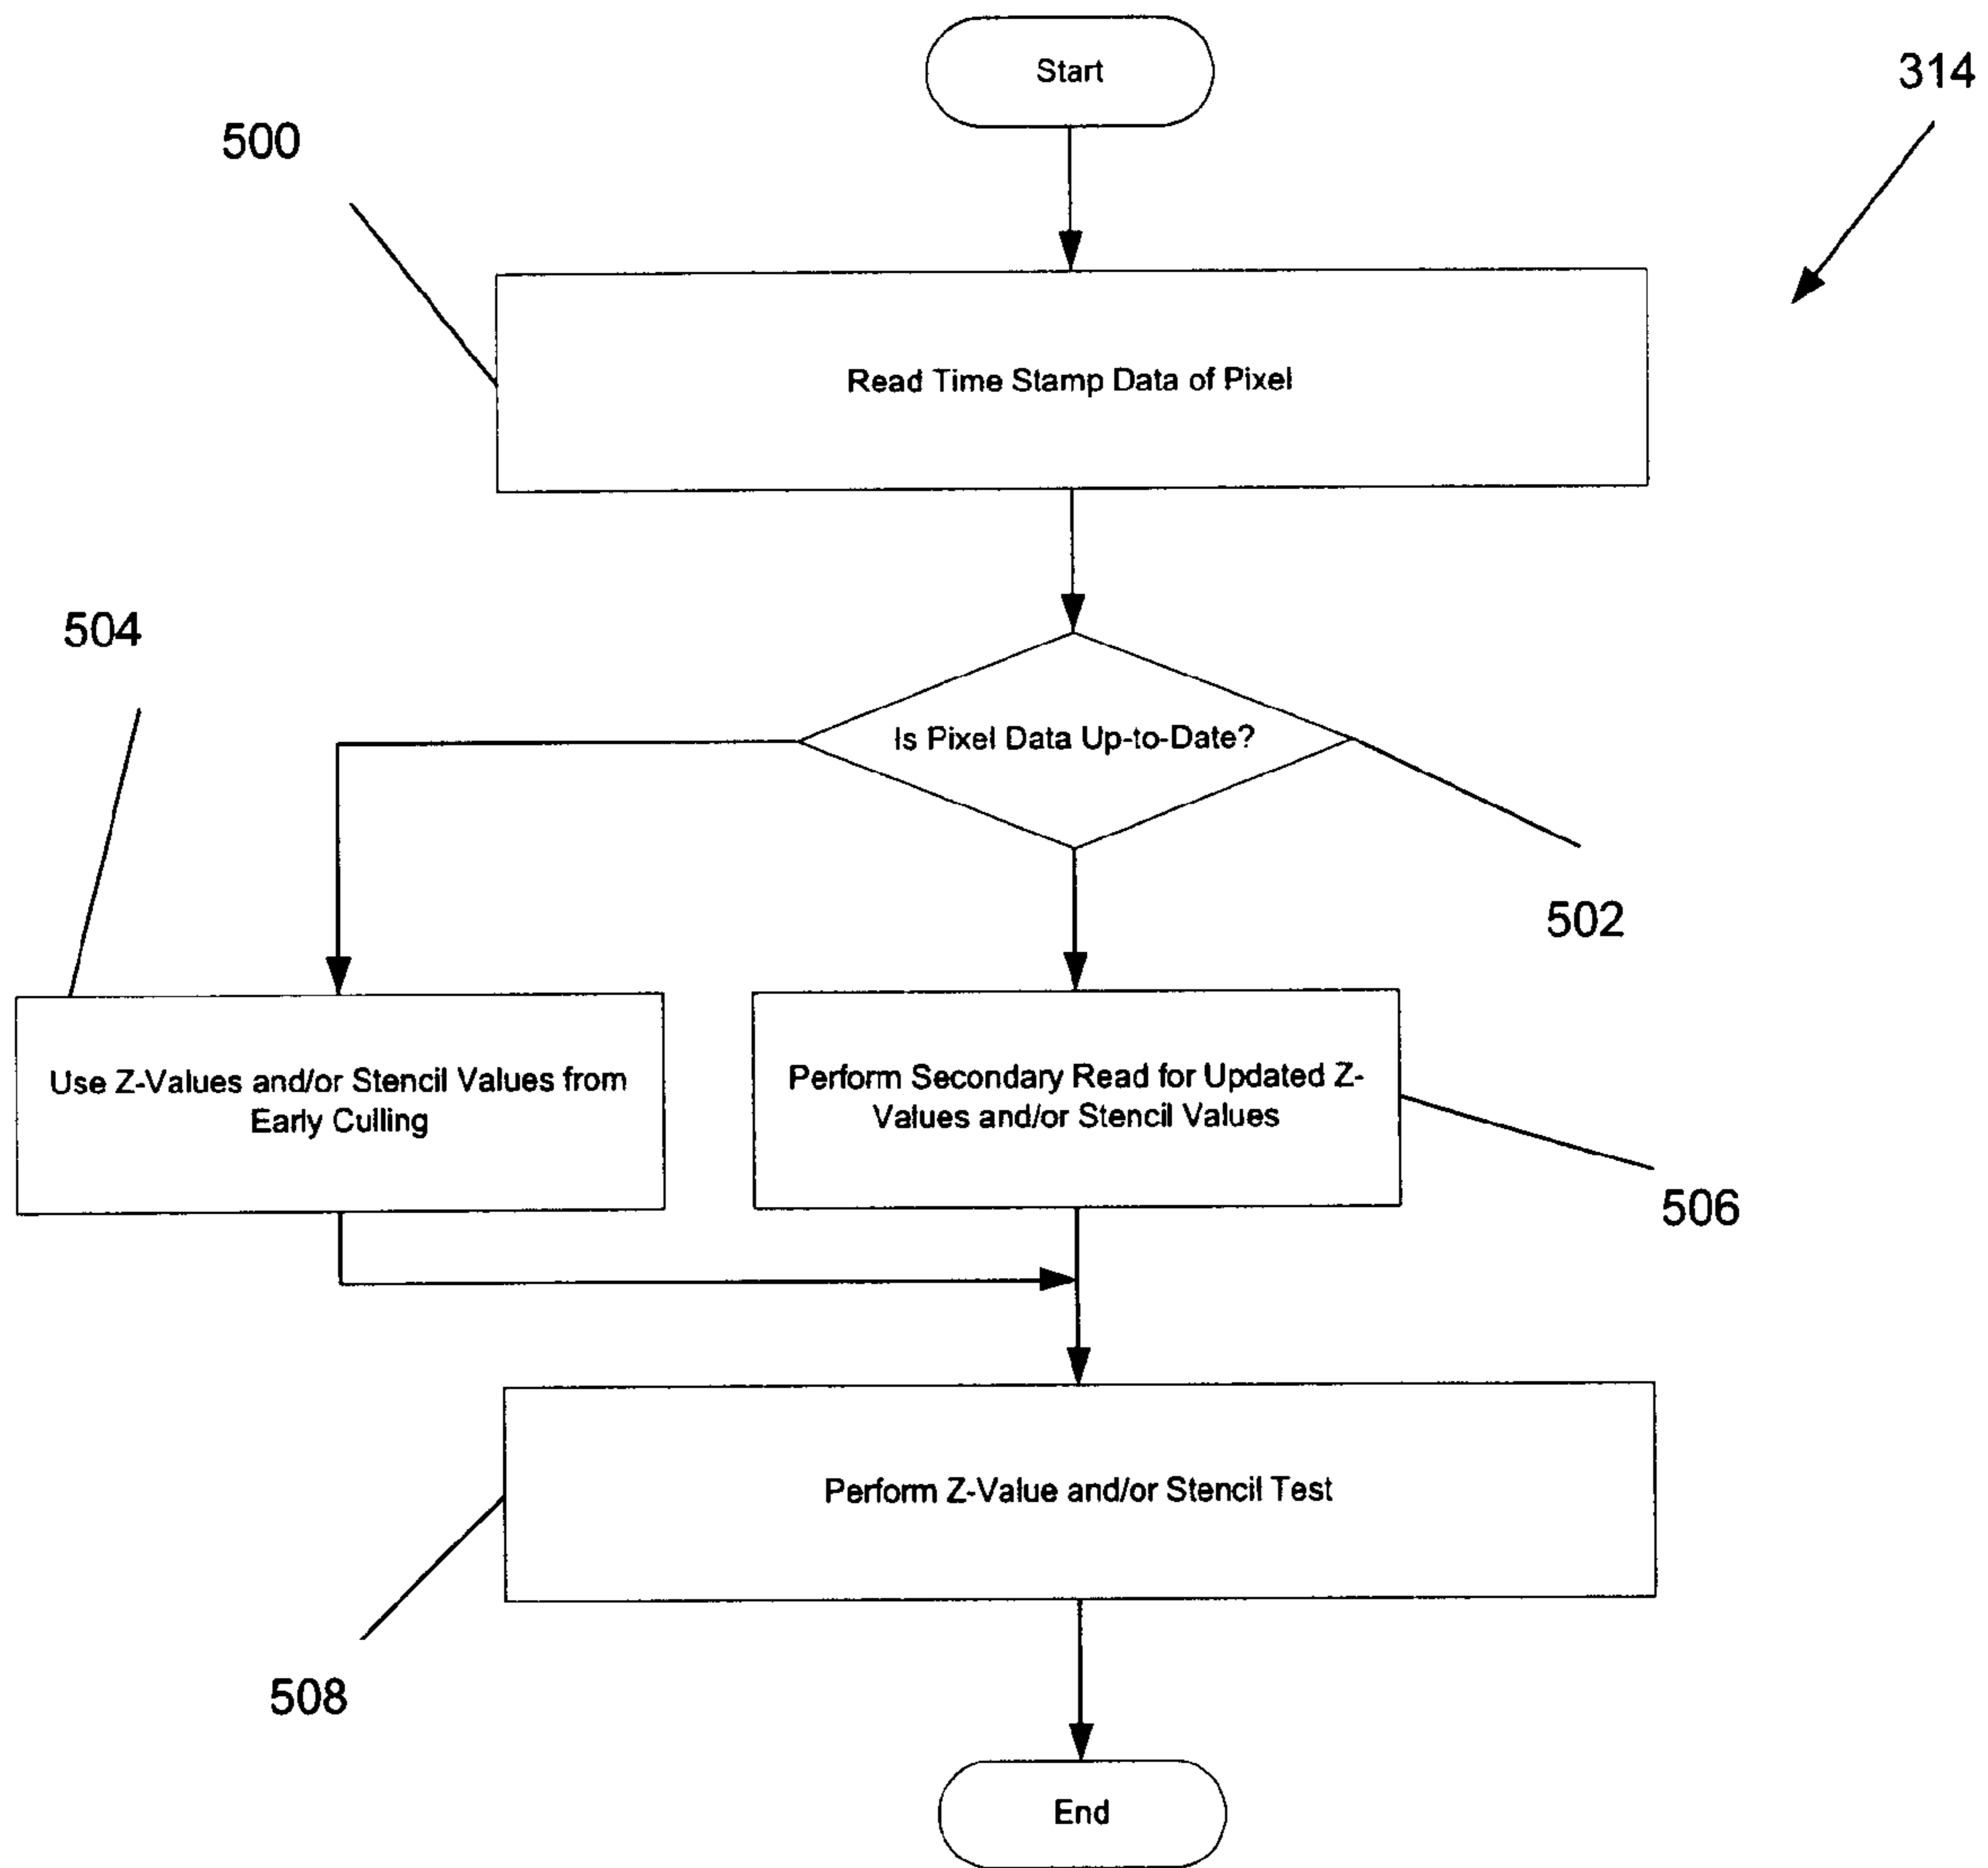 Start
314
500
Read Time Stamp Data of Pixel
504
Is Pixel Data Up-to-Date?
502
Use Z-Values and/or Stencil Values from
Early Culling
Perform Secondary Read for Updated Z-
Values and/or Stencil Values
506
Perform Z-Value and/or Stencil Test
508
End